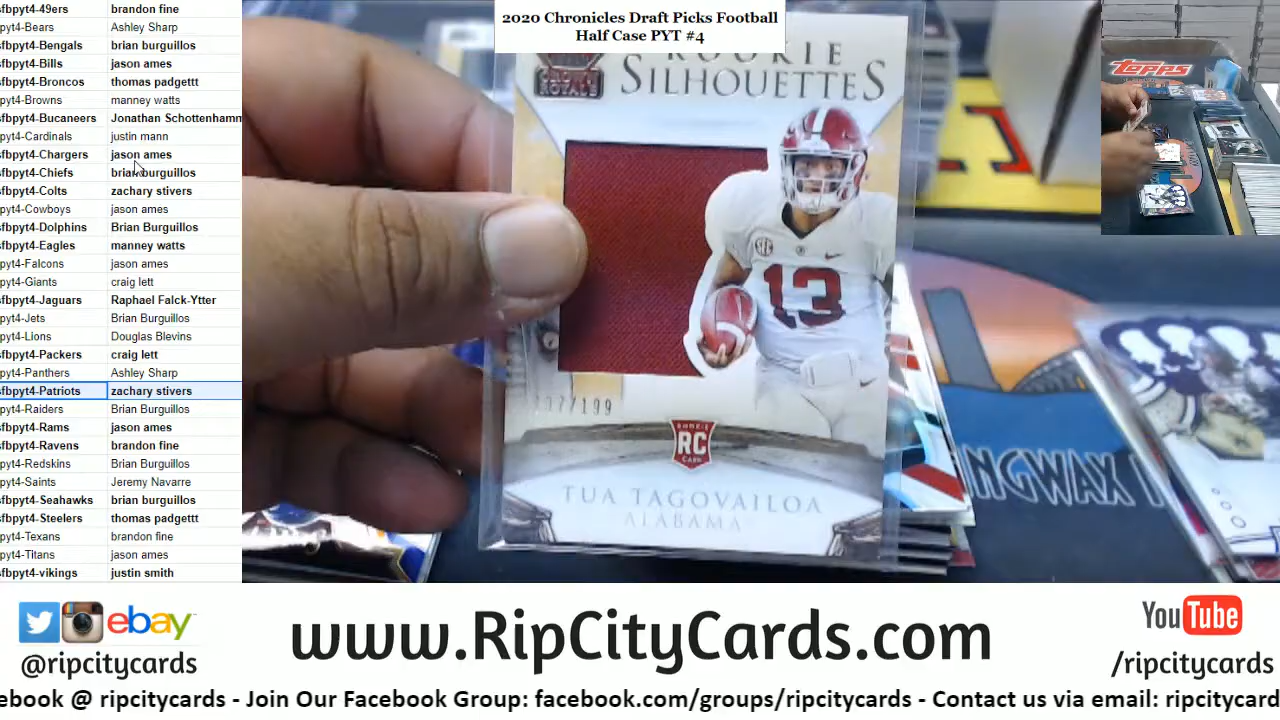 2020 Chronicles Draft Picks Football
Half Case PYT #4
fbpyt4-49ers brandon fine
pyt4-Bears Ashley Sharp
fbpyt4-Bengals brian burguillos
fbpyt4-Bills jason ames
fbpyt4-Broncos thomas padgettt
pyt4-Browns manney watts
fbpyt4-Bucaneers Jonathan Schottenhamn
pyt4-Cardinals justin mann
fbpyt4-Chargers jason ames
fbpyt4-Chiefs brian burguillos
fbpyt4-Colts zachary stivers
pyt4-Cowboys jason ames
fbpyt4-Dolphins Brian Burguillos
fbpyt4-Eagles manney watts
pyt4-Falcons jason ames
pyt4-Giants craig lett
fbpyt4-Jaguars Raphael Falck-Ytter
pyt4-Jets Brian Burguillos
pyt4-Lions Douglas Blevins
fbpyt4-Packers craig lett
pyt4-Panthers Ashley Sharp
fbpyt4-Patriots zachary stivers
pyt4-Raiders Brian Burguillos
fbpyt4-Rams jason ames
fbpyt4-Ravens brandon fine
pyt4-Redskins Brian Burguillos
pyt4-Saints Jeremy Navarre
fbpyt4-Seahawks brian burguillos
fbpyt4-Steelers thomas padgettt
pyt4-Texans brandon fine
pyt4-Titans jason ames
fbpyt4-vikings justin smith
ROOKIE
SILHOUETTES
ROYALE
SEC
13
/199
ROOKIE
RC
CARD
TUA TAGOVAILOA
ALABAMA
topps
INGWAX
ebay
@ripcitycards
www.RipCityCards.com
YouTube
/ripcitycards
ebook @ ripcitycards - Join Our Facebook Group: facebook.com/groups/ripcitycards - Contact us via email: ripcitycard